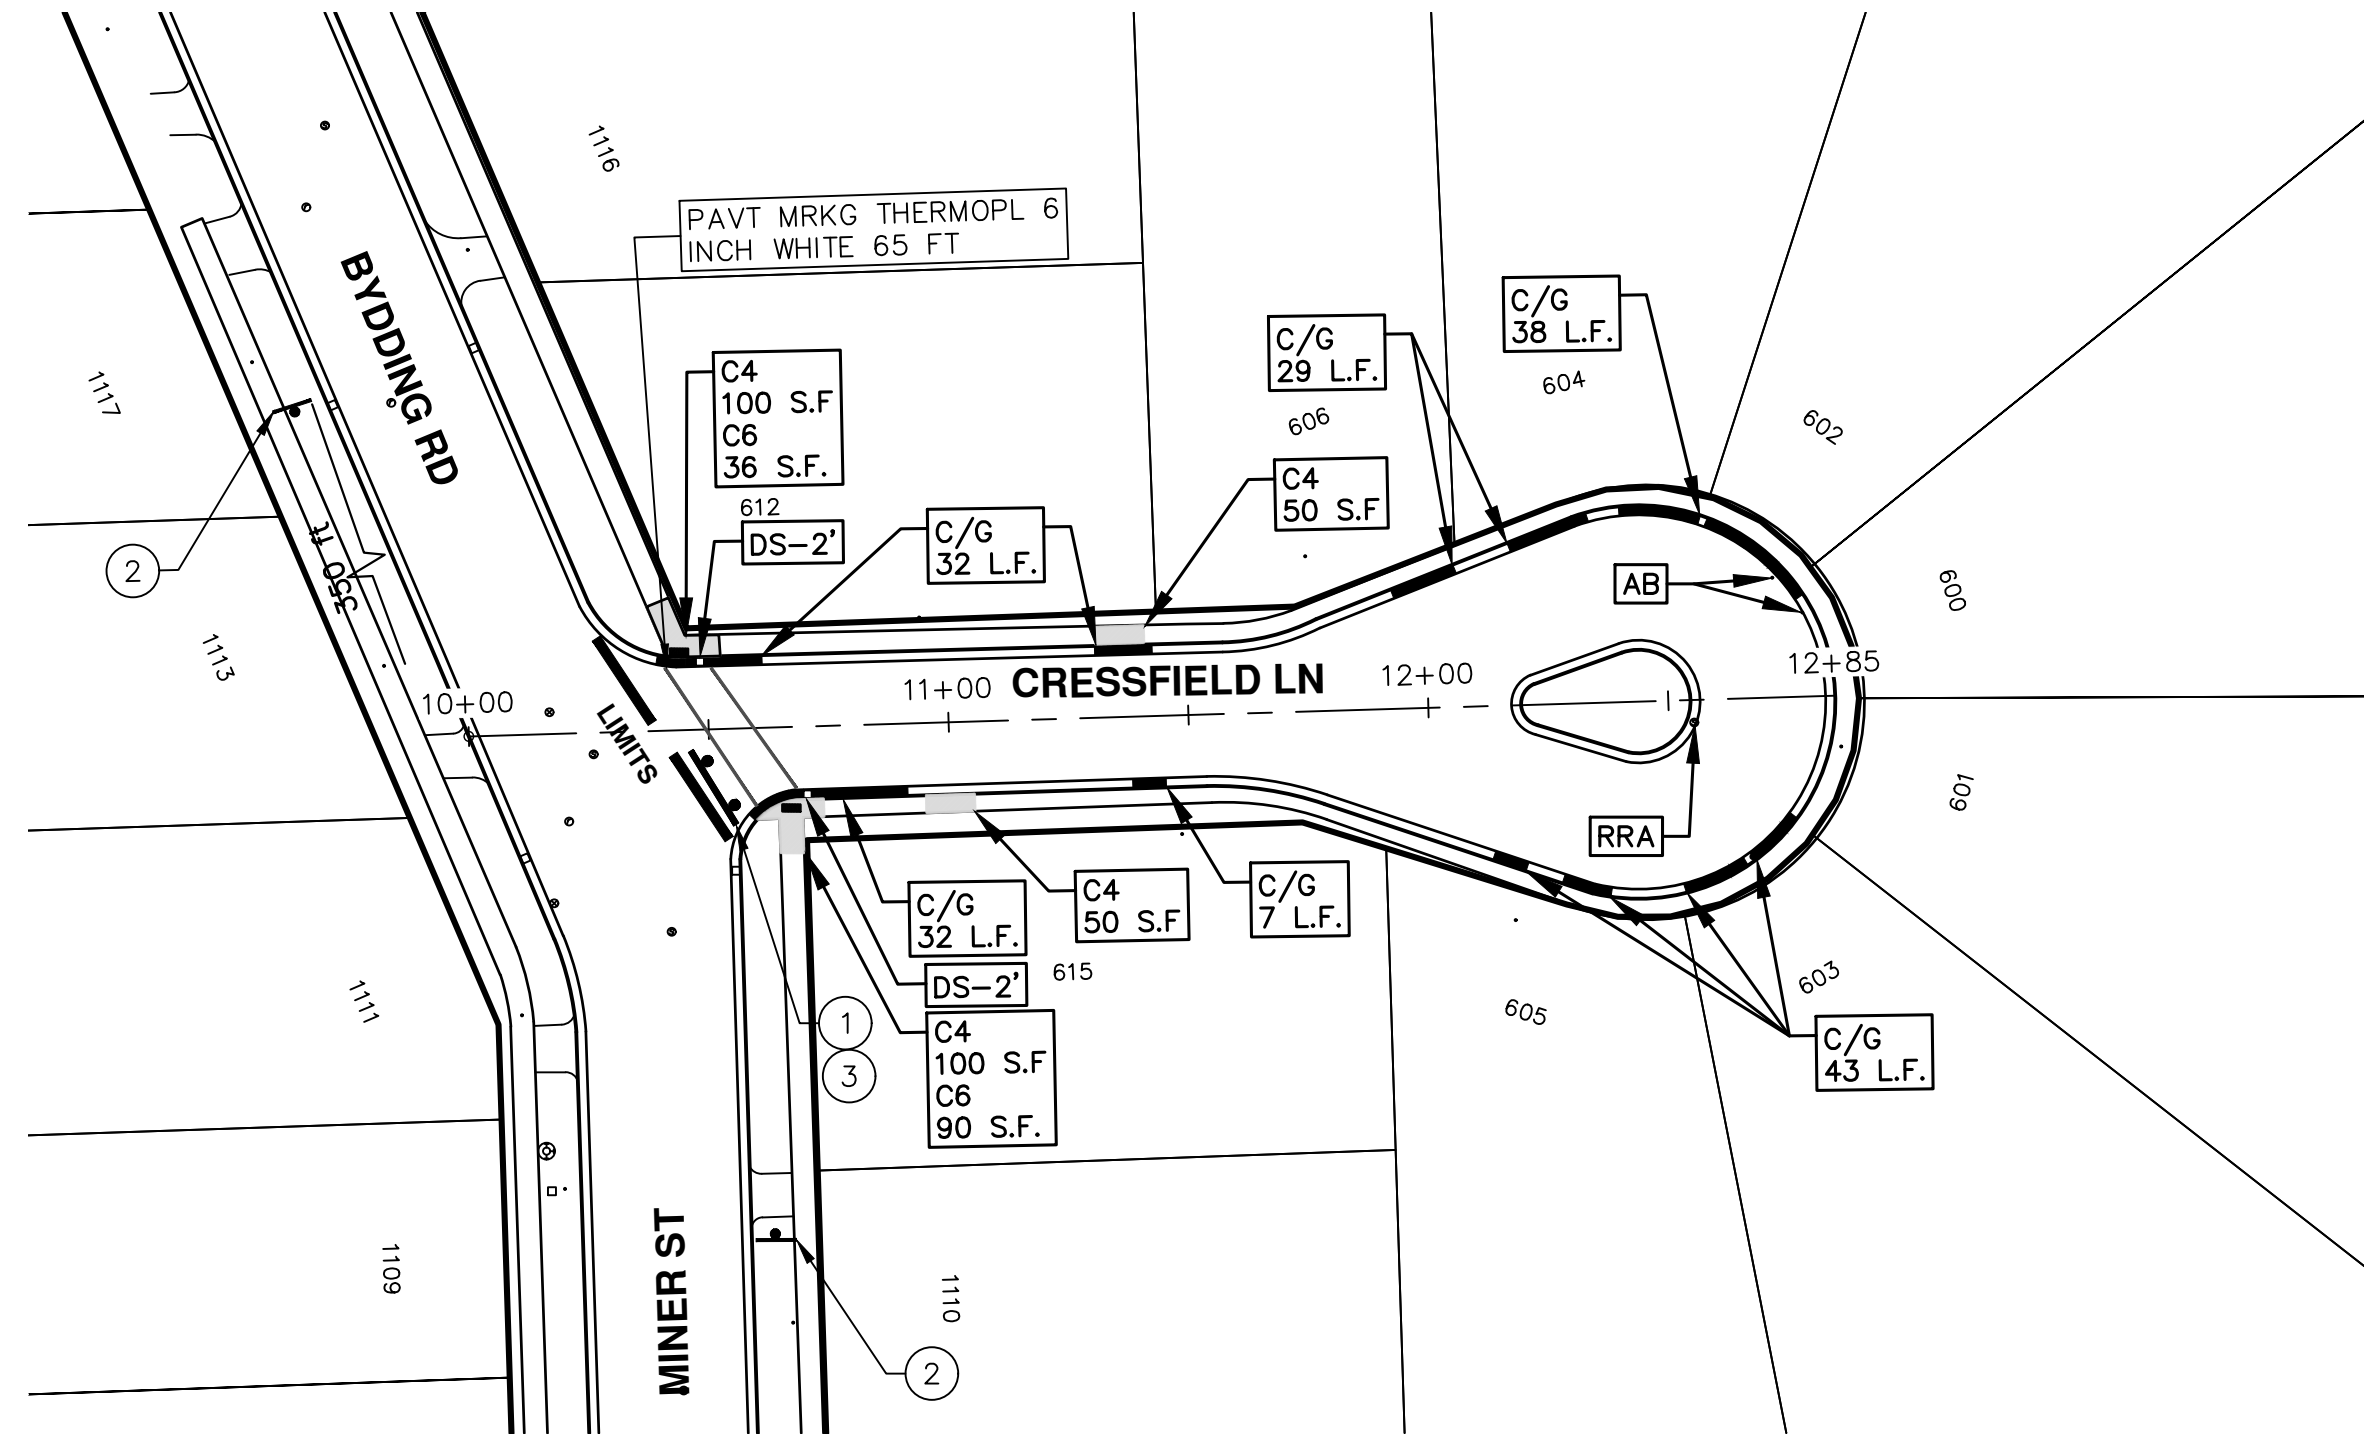 1116
PAVT MRKG THERMOPL 6
INCH WHITE 65 FT
BYDDING RD
C/G
38 L.F.
C/G
29 L.F.
604
606
602
1117
C4
100 S.F
C6
36 S.F.
612
DS-2'
C4
50 S.F
C/G
32 L.F.
2
350 ft
AB
600
1113
10+00
11+00
CRESSFIELD LN
12+00
12+85
LIMITS
601
RRA
C/G
32 L.F.
C4
50 S.F
C/G
7 L.F.
DS-2'
615
603
605
1111
1
3
C4
100 S.F
C6
90 S.F.
C/G
43 L.F.
1109
MINER ST
1110
2